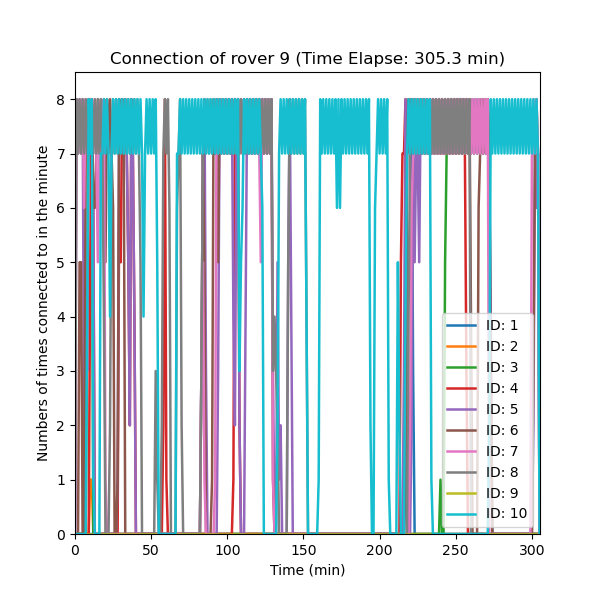 Connection of rover 9 (Time Elapse: 305.3 min)
Numbers of times connected to in the minute
8
7
6
5
4
3
2
1
0
ID: 1
ID: 2
ID: 3
ID: 4
ID: 5
ID: 6
ID: 7
ID: 8
ID: 9
ID: 10
0 50 100 150 200 250 300
Time (min)